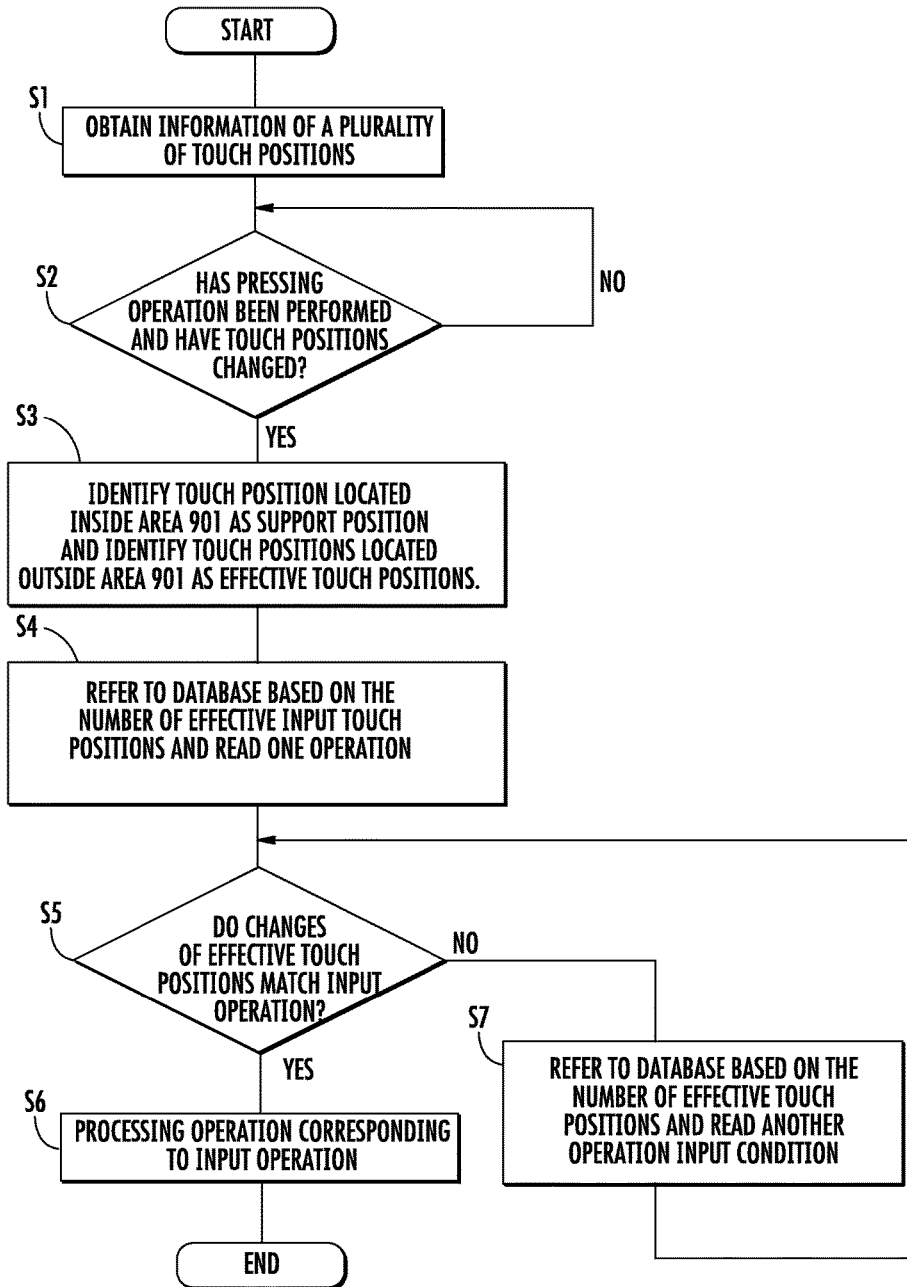 START
S1
OBTAIN INFORMATION OF A PLURALITY
OF TOUCH POSITIONS
S2
HAS PRESSING
OPERATION BEEN PERFORMED
AND HAVE TOUCH POSITIONS
CHANGED?
NO
YES
S3
IDENTIFY TOUCH POSITION LOCATED
INSIDE AREA 901 AS SUPPORT POSITION
AND IDENTIFY TOUCH POSITIONS LOCATED
OUTSIDE AREA 901 AS EFFECTIVE TOUCH POSITIONS.
S4
REFER TO DATABASE BASED ON THE
NUMBER OF EFFECTIVE INPUT TOUCH
POSITIONS AND READ ONE OPERATION
S5
DO CHANGES
OF EFFECTIVE TOUCH
POSITIONS MATCH INPUT
OPERATION?
NO
YES
S7
REFER TO DATABASE BASED ON THE
NUMBER OF EFFECTIVE TOUCH
POSITIONS AND READ ANOTHER
OPERATION INPUT CONDITION
S6
PROCESSING OPERATION CORRESPONDING
TO INPUT OPERATION
END